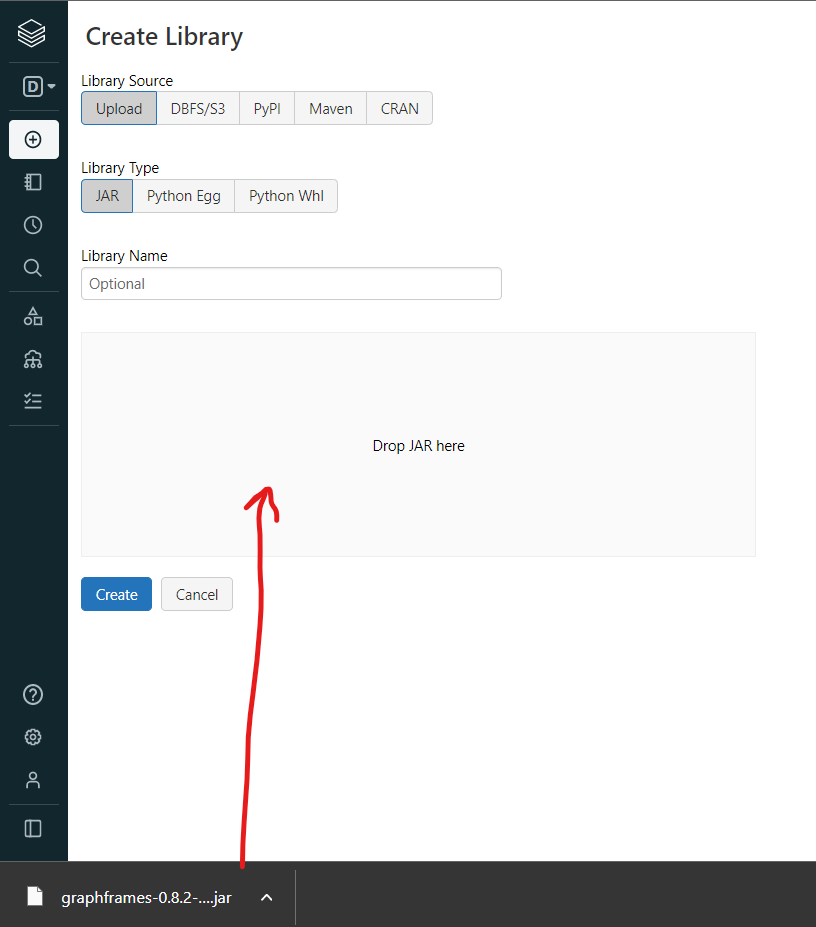 Create Library
D
Library Source
Upload DBFS/S3 PyPI Maven CRAN
Library Type
JAR Python Egg Python Whl
Library Name
Optional
Drop JAR here
Create Cancel
graphframes-0.8.2-....jar